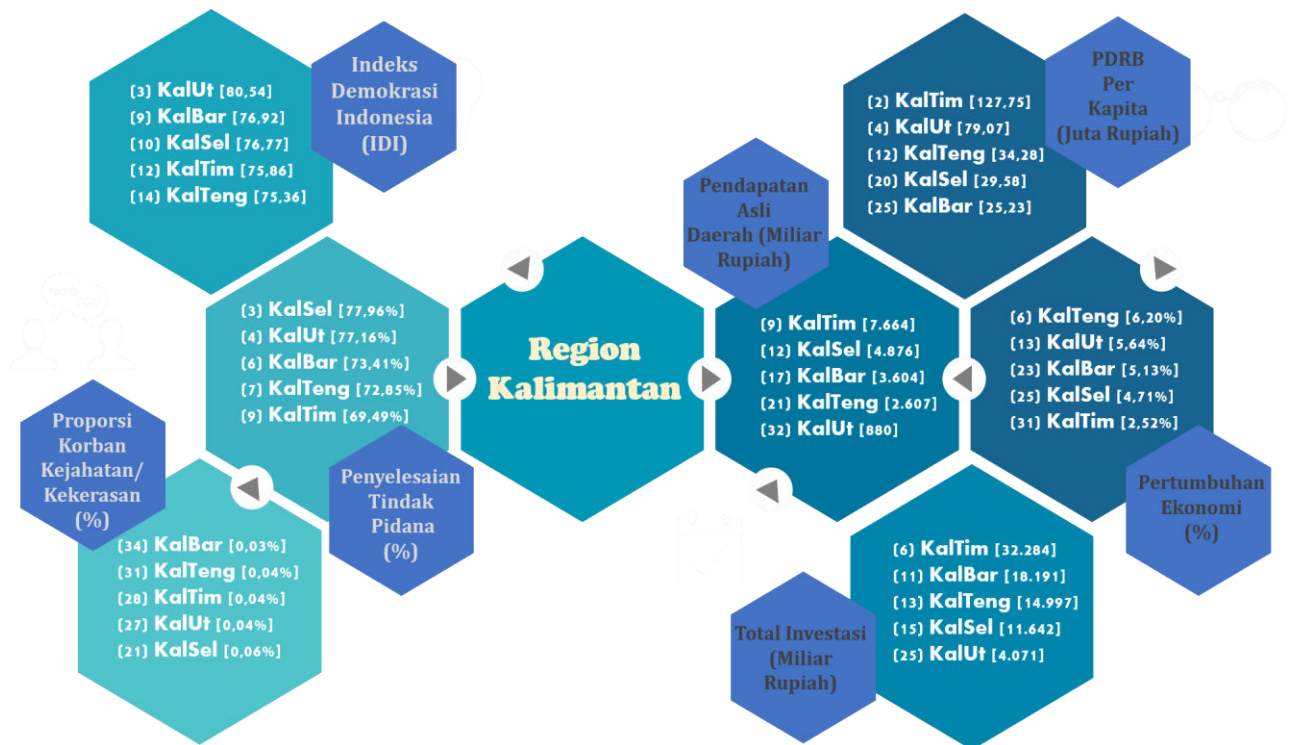 Indeks
Demokrasi
Indonesia
(IDI)
(3) KalUt [80,54]
(9) KalBar [76,92]
(10) KalSel [76,77]
(12) KalTim [75,86]
(14) KalTeng [75,36]
(3) KalSel [77,96%]
(4) KalUt [77,16%]
(6) KalBar [73,41%]
(7) KalTeng [72,85%]
(9) KalTim [69,49%]
Penyelesaian
Tindak
Pidana
(%)
Proporsi
Korban
Kejahatan/
Kekerasan
(%)
(34) KalBar [0,03%]
(31) KalTeng [0,04%]
(28) KalTim [0,04%]
(27) KalUt [0,04%]
(21) KalSel [0,06%]
Region
Kalimantan
PDRB
Per
Kapita
(Juta Rupiah)
(2) KalTim [127,75]
(4) KalUt [79,07]
(12) KalTeng [34,28]
(20) KalSel [29,58]
(25) KalBar [25,23]
Pendapatan
Asli
Daerah (Miliar
Rupiah)
(9) KalTim [7.664]
(12) KalSel [4.876]
(17) KalBar [3.604]
(21) KalTeng [2.607]
(32) KalUt [880]
(6) KalTeng [6,20%]
(13) KalUt [5,64%]
(23) KalBar [5,13%]
(25) KalSel [4,71%]
(31) KalTim [2,52%]
Pertumbuhan
Ekonomi
(%)
(6) KalTim [32.284]
(11) KalBar [18.191]
(13) KalTeng [14.997]
(15) KalSel [11.642]
(25) KalUt [4.071]
Total Investasi
(Miliar
Rupiah)